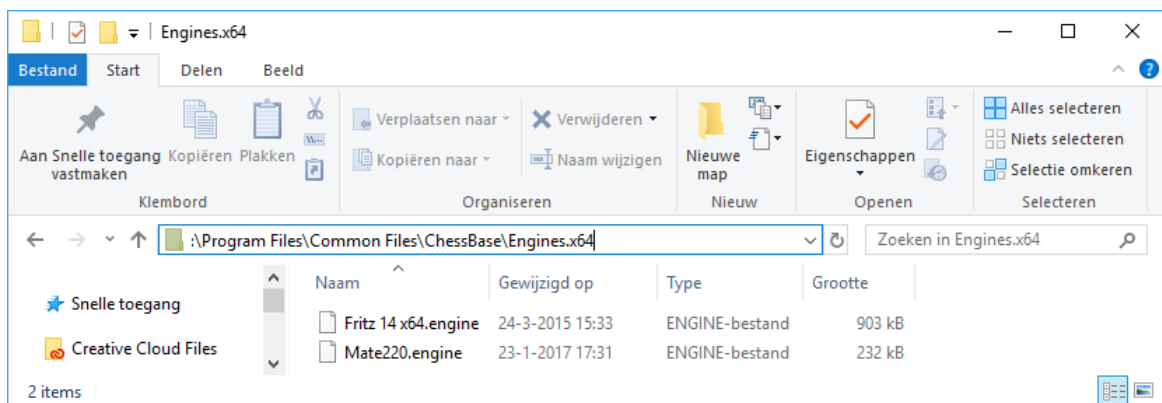 Engines.x64
Bestand Start Delen Beeld
Aan Snelle toegang vastmaken
Kopiëren
Plakken
W...
Klembord
Verplaatsen naar
Kopiëren naar
Verwijderen
Naam wijzigen
Organiseren
Nieuwe map
Nieuw
Eigenschappen
Openen
Alles selecteren
Niets selecteren
Selectie omkeren
Selecteren
:\Program Files\Common Files\ChessBase\Engines.x64
Zoeken in Engines.x64
Snelle toegang
Creative Cloud Files
Naam Gewijzigd op Type Grootte
Fritz 14 x64.engine 24-3-2015 15:33 ENGINE-bestand 903 kB
Mate220.engine 23-1-2017 17:31 ENGINE-bestand 232 kB
2 items